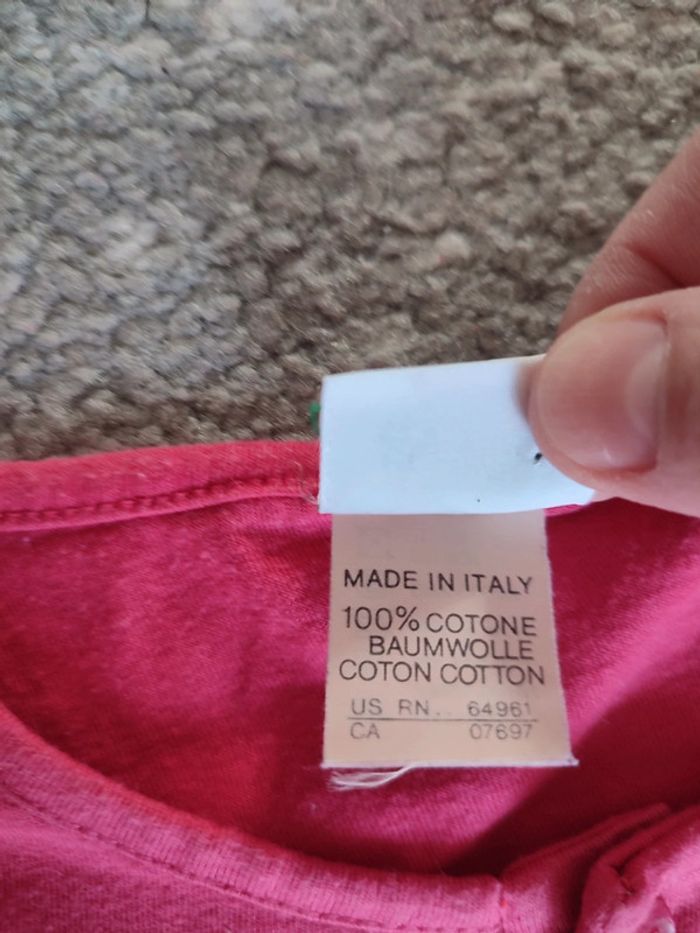 MADE IN ITALY
100% COTONE
BAUMWOLLE
COTON COTTON
US RN.. 64961
CA 07697